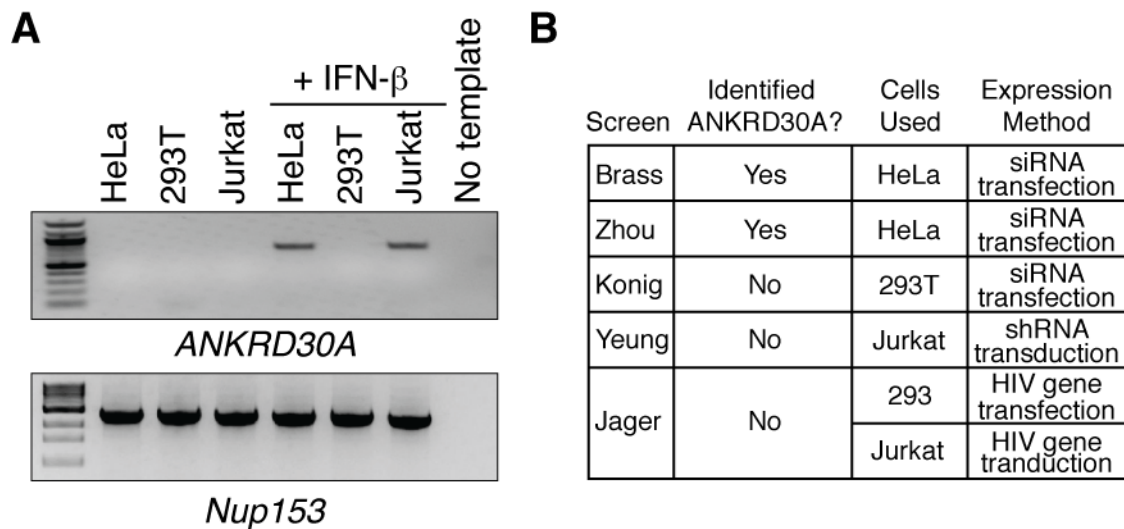 A
+ IFN-β
HeLa
293T
Jurkat
HeLa
293T
Jurkat
No template
ANKRD30A
Nup153
B
Identified Cells Expression
Screen ANKRD30A? Used Method
Brass Yes HeLa siRNA
transfection
Zhou Yes HeLa siRNA
transfection
Konig No 293T siRNA
transfection
Yeung No Jurkat shRNA
transduction
Jager No 293 HIV gene
transfection
Jurkat HIV gene
tranduction